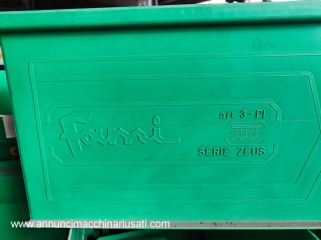 Fami
art. 3-PL
SERIE ZEUS
www.annuncimacchinariusati.com